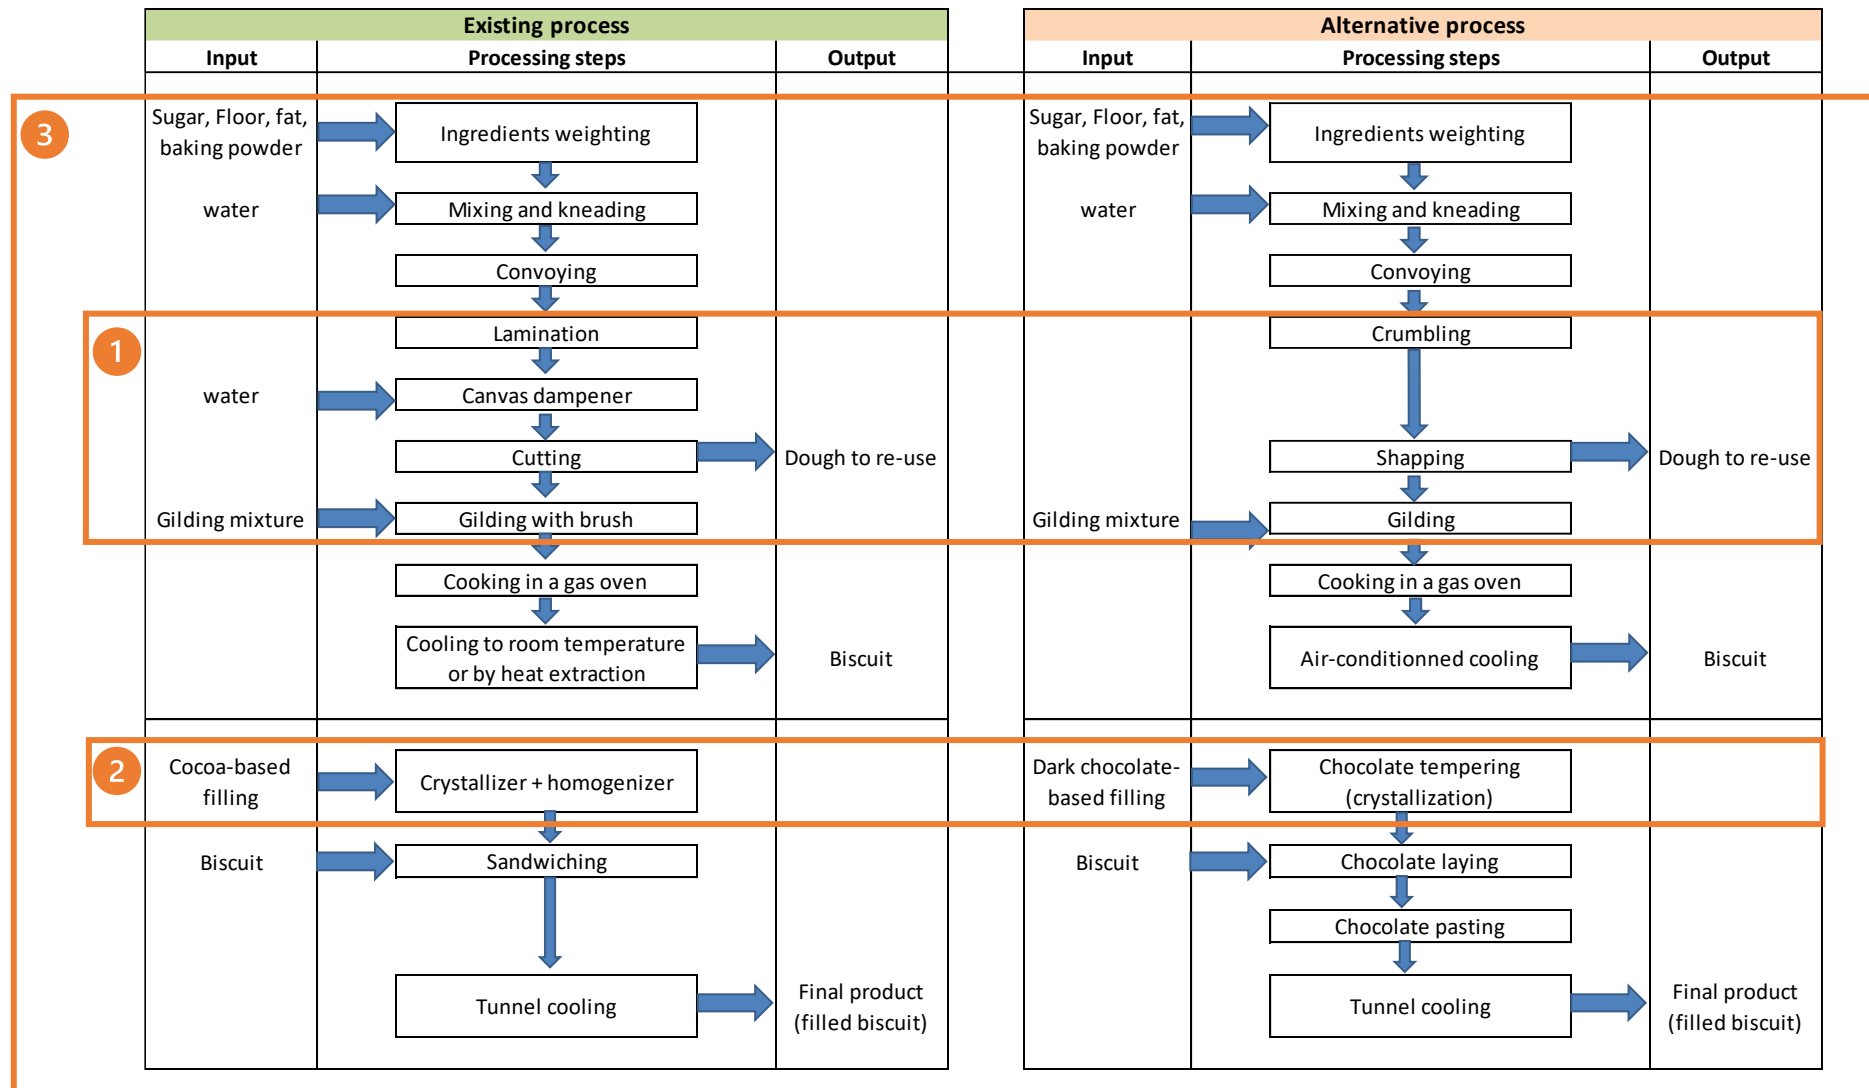 Existing process
Input
Processing steps
Output
3
Sugar, Floor, fat,
baking powder
Ingredients weighting
water
Mixing and kneading
Convoying
1
Lamination
water
Canvas dampener
Cutting
Dough to re-use
Gilding mixture
Gilding with brush
Cooking in a gas oven
Cooling to room temperature
or by heat extraction
Biscuit
2
Cocoa-based
filling
Crystallizer + homogenizer
Biscuit
Sandwiching
Tunnel cooling
Final product
(filled biscuit)
Alternative process
Input
Processing steps
Output
Sugar, Floor, fat,
baking powder
Ingredients weighting
water
Mixing and kneading
Convoying
Crumbling
Shapping
Dough to re-use
Gilding mixture
Gilding
Cooking in a gas oven
Air-conditionned cooling
Biscuit
Dark chocolate-
based filling
Chocolate tempering
(crystallization)
Biscuit
Chocolate laying
Chocolate pasting
Tunnel cooling
Final product
(filled biscuit)